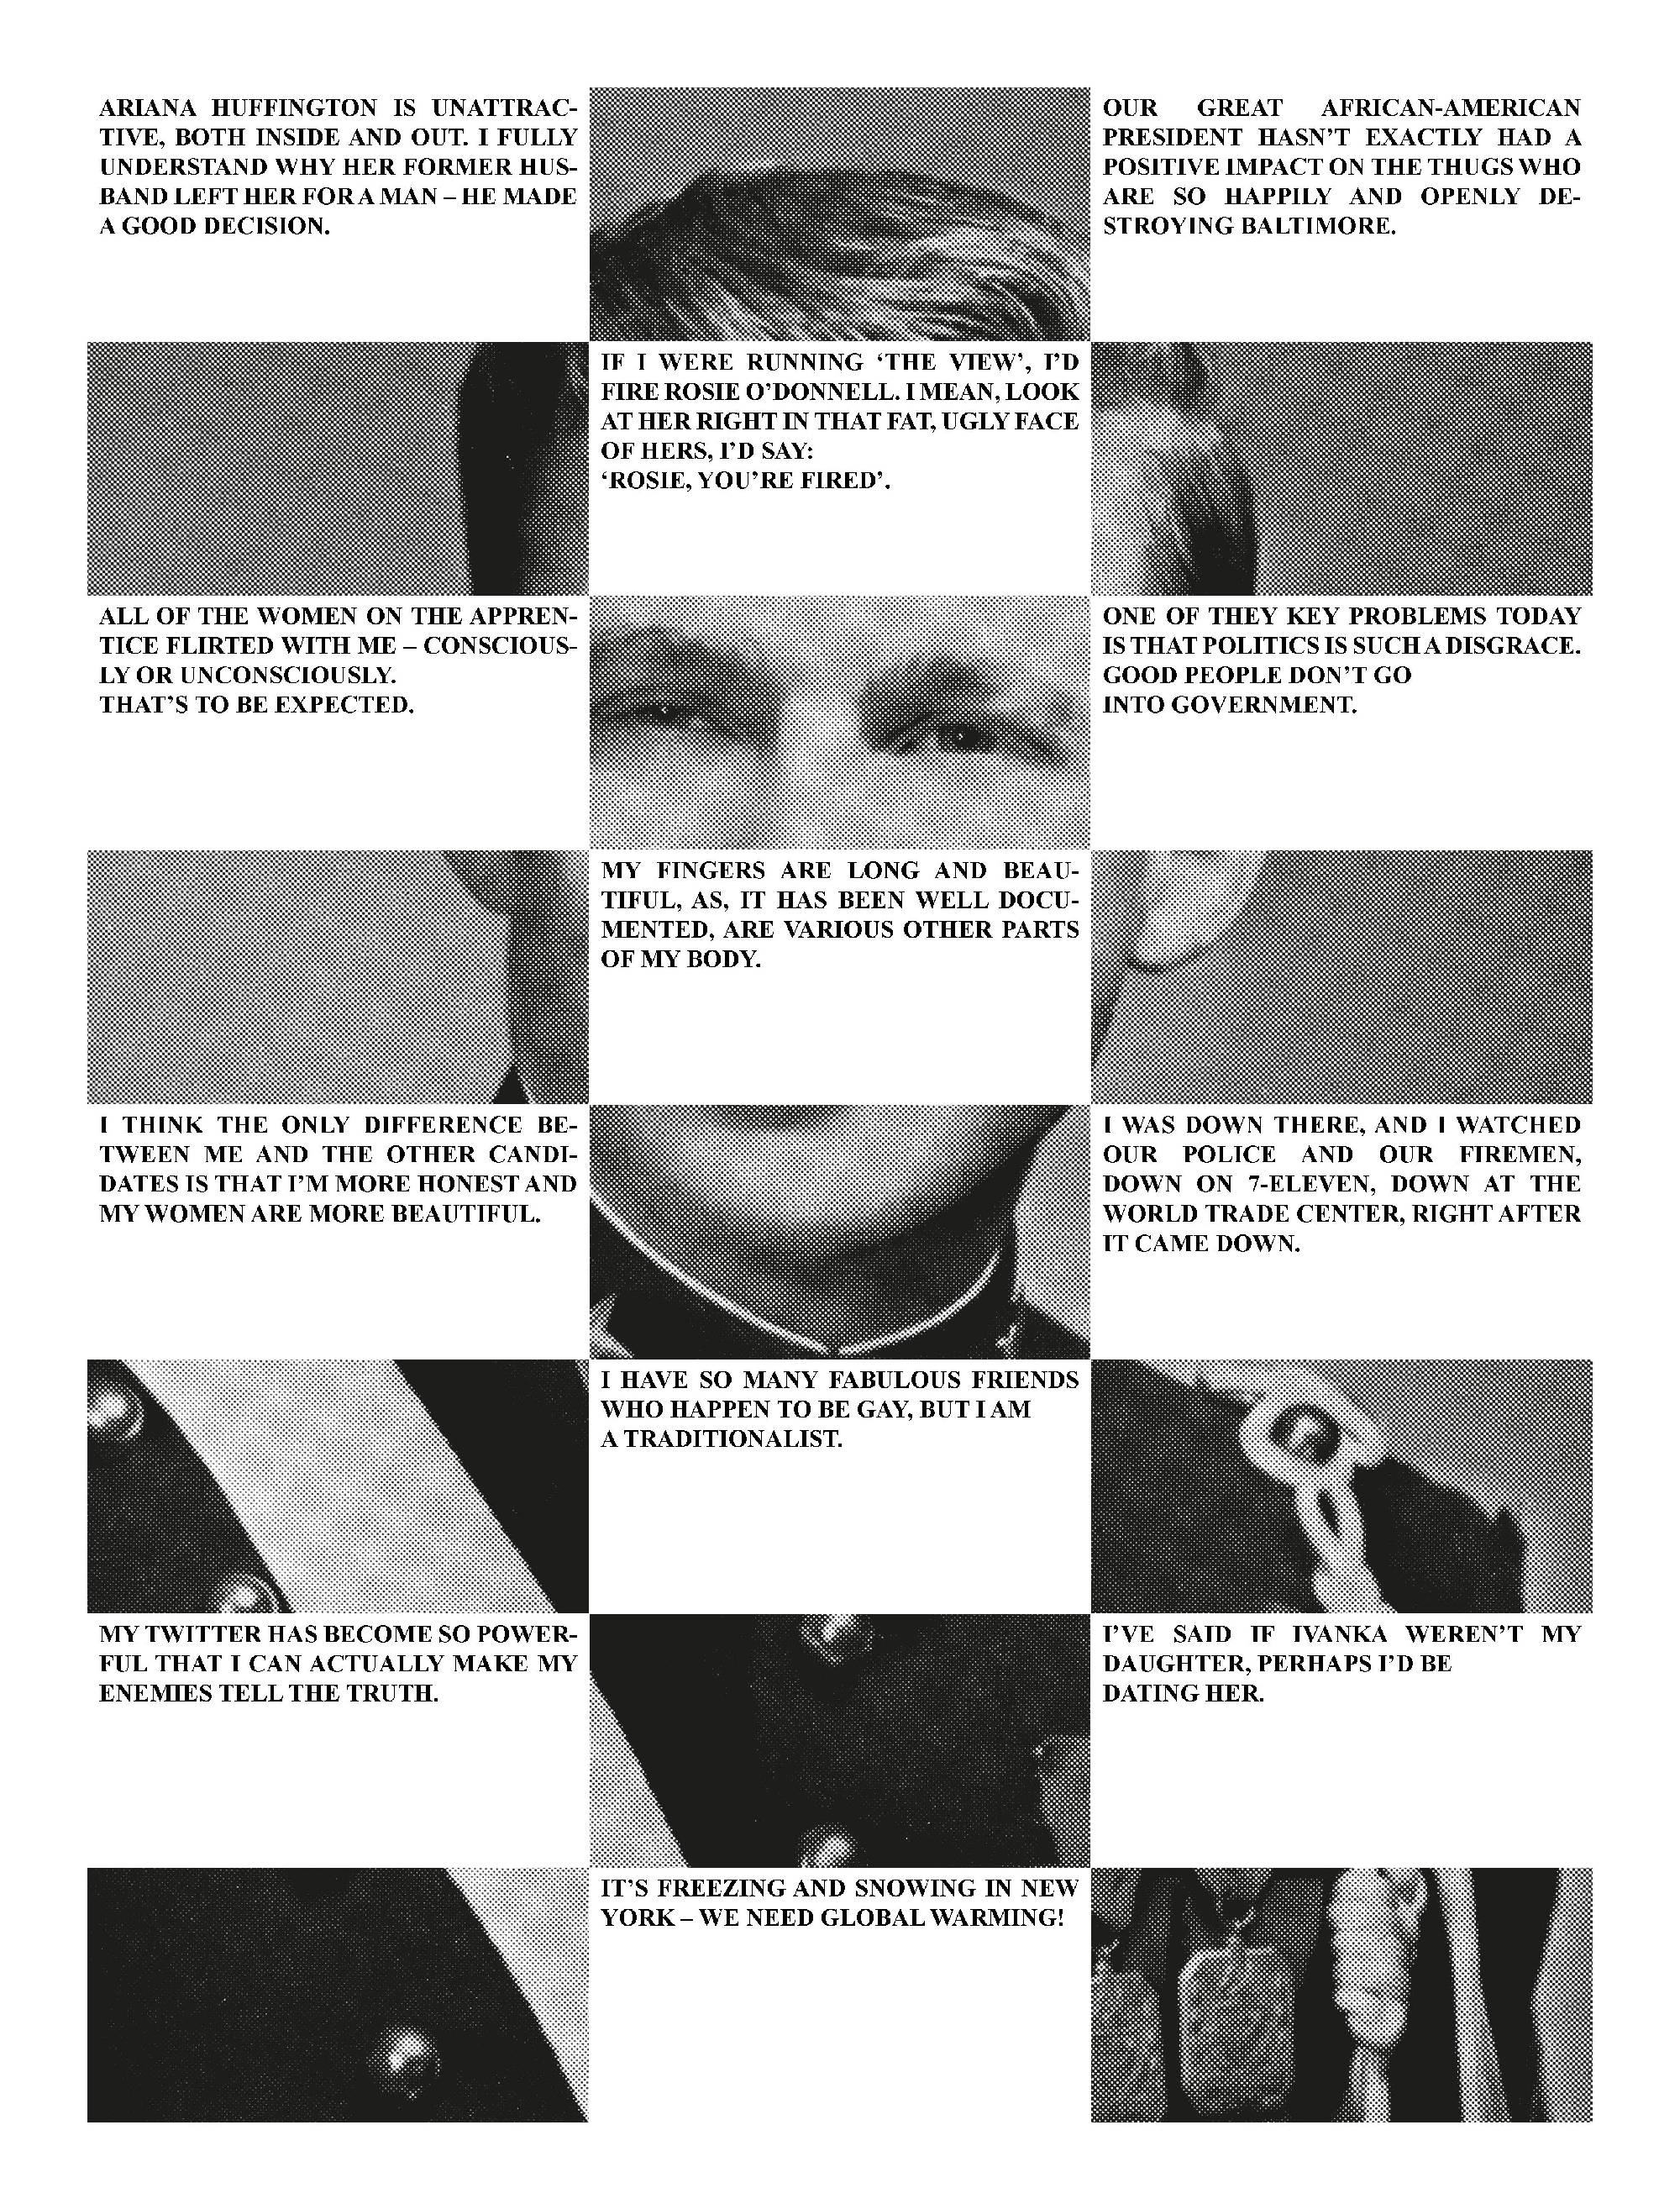 ARIANA HUFFINGTON IS UNATTRAC-
TIVE, BOTH INSIDE AND OUT. I FULLY
UNDERSTAND WHY HER FORMER HUS-
BAND LEFT HER FOR A MAN – HE MADE
A GOOD DECISION.
OUR GREAT AFRICAN-AMERICAN
PRESIDENT HASN’T EXACTLY HAD A
POSITIVE IMPACT ON THE THUGS WHO
ARE SO HAPPILY AND OPENLY DE-
STROYING BALTIMORE.
IF I WERE RUNNING ‘THE VIEW’, I’D
FIRE ROSIE O’DONNELL. I MEAN, LOOK
AT HER RIGHT IN THAT FAT, UGLY FACE
OF HERS, I’D SAY:
‘ROSIE, YOU’RE FIRED’.
ALL OF THE WOMEN ON THE APPREN-
TICE FLIRTED WITH ME – CONSCIOUS-
LY OR UNCONSCIOUSLY.
THAT’S TO BE EXPECTED.
ONE OF THEY KEY PROBLEMS TODAY
IS THAT POLITICS IS SUCH A DISGRACE.
GOOD PEOPLE DON’T GO
INTO GOVERNMENT.
MY FINGERS ARE LONG AND BEAU-
TIFUL, AS, IT HAS BEEN WELL DOCU-
MENTED, ARE VARIOUS OTHER PARTS
OF MY BODY.
I THINK THE ONLY DIFFERENCE BE-
TWEEN ME AND THE OTHER CANDI-
DATES IS THAT I’M MORE HONEST AND
MY WOMEN ARE MORE BEAUTIFUL.
I WAS DOWN THERE, AND I WATCHED
OUR POLICE AND OUR FIREMEN,
DOWN ON 7-ELEVEN, DOWN AT THE
WORLD TRADE CENTER, RIGHT AFTER
IT CAME DOWN.
I HAVE SO MANY FABULOUS FRIENDS
WHO HAPPEN TO BE GAY, BUT I AM
A TRADITIONALIST.
MY TWITTER HAS BECOME SO POWER-
FUL THAT I CAN ACTUALLY MAKE MY
ENEMIES TELL THE TRUTH.
I’VE SAID IF IVANKA WEREN’T MY
DAUGHTER, PERHAPS I’D BE
DATING HER.
IT’S FREEZING AND SNOWING IN NEW
YORK – WE NEED GLOBAL WARMING!